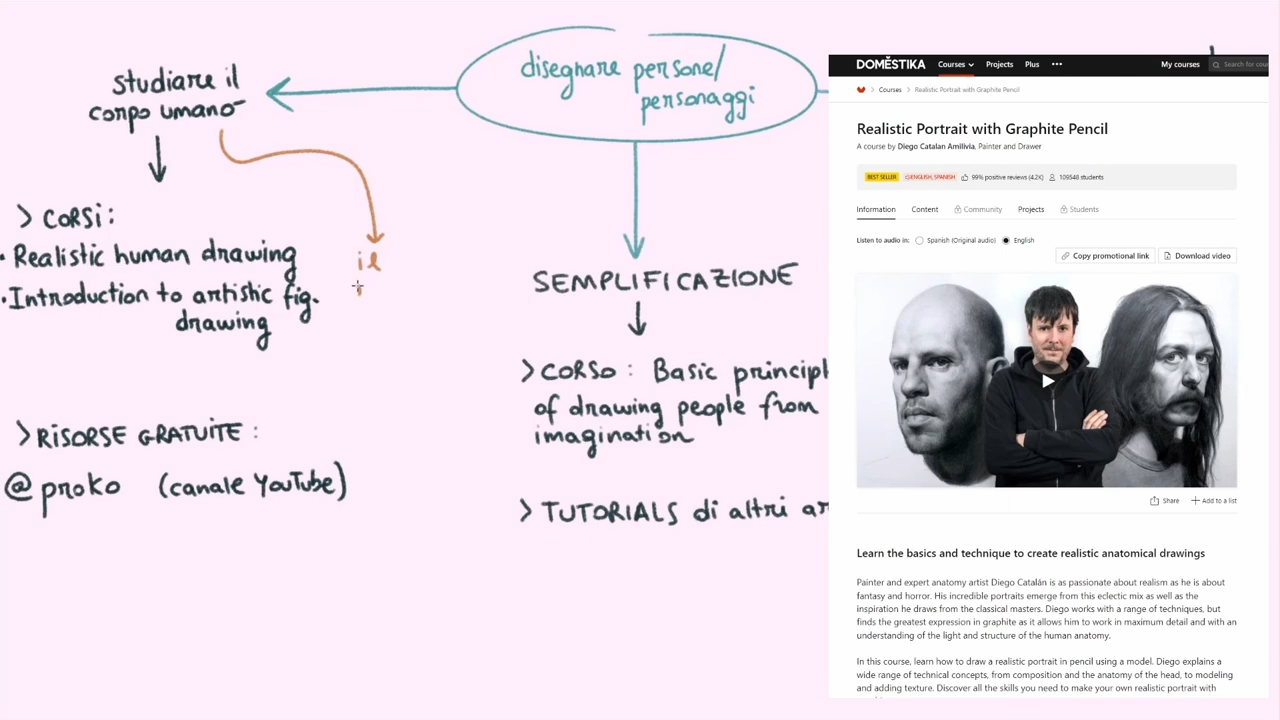 disegnare persone/
personaggi
studiare il
corpo umano
> CORSI:
· Realistic human drawing
· Introduction to artistic fig.
drawing
il
> RISORSE GRATUITE :
@ proko (canale YouTube)
SEMPLIFICAZIONE
> CORSO : Basic
of drawing people from
imagination
> TUTORIALS di altri
DOMESTIKA Courses Projects Plus ••• My courses Search for
Courses > Realistic Portrait with Graphite Pencil
Realistic Portrait with Graphite Pencil
A course by Diego Catalan Amilivia, Painter and Drawer
BEST SELLER ENGLISH, SPANISH 99% positive reviews (4.2K) 109548 students
Information Content Community Projects Students
Listen to audio in: Spanish (Original audio) English
Copy promotional link Download video
Share Add to a list
Learn the basics and technique to create realistic anatomical drawings
Painter and expert anatomy artist Diego Catalán is as passionate about realism as he is about
fantasy and horror. His incredible portraits emerge from this eclectic mix as well as the
inspiration he draws from the classical masters. Diego works with a range of techniques, but
finds the greatest expression in graphite as it allows him to work in maximum detail and with an
understanding of the light and structure of the human anatomy.
In this course, learn how to draw a realistic portrait in pencil using a model. Diego explains a
wide range of technical concepts, from composition and the anatomy of the head, to modeling
and adding texture. Discover all the skills you need to make your own realistic portrait with